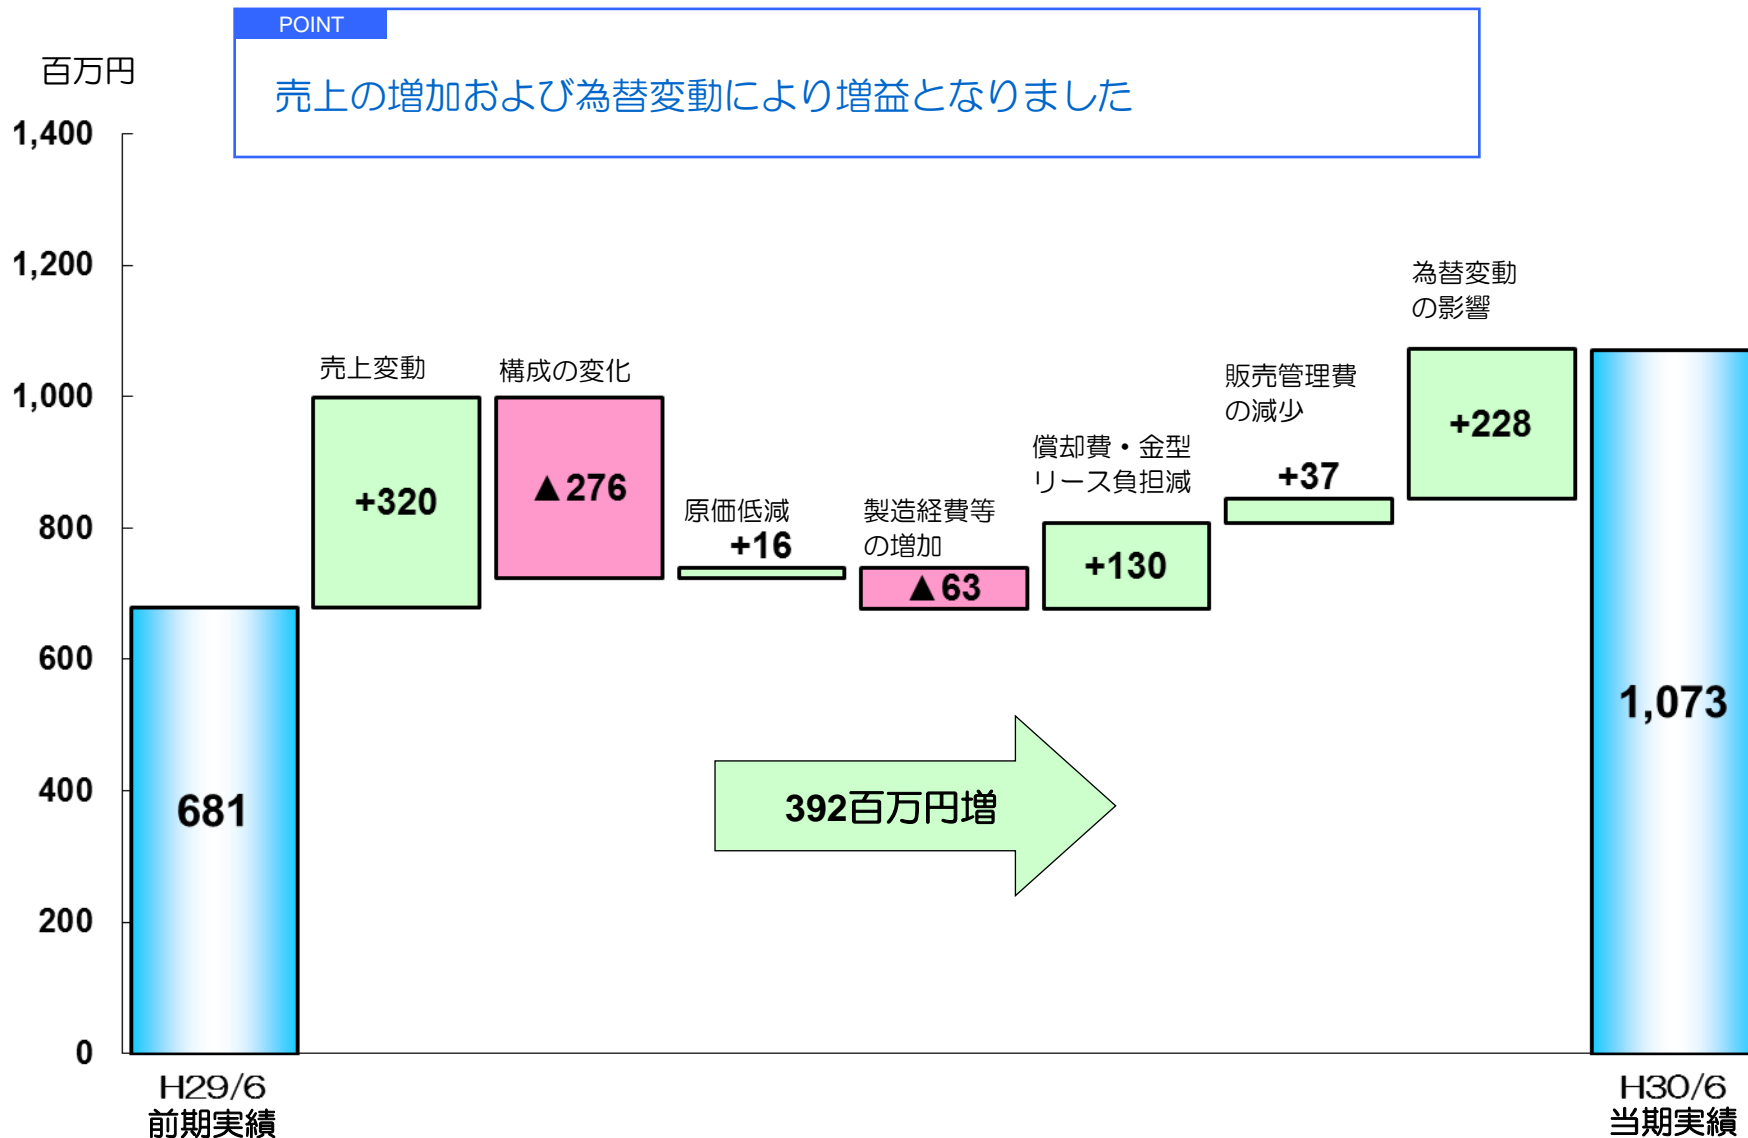 POINT
売上の増加および為替変動により増益となりました
百万円
1,400
1,200
1,000
800
600
400
200
0
売上変動
+320
構成の変化
▲276
原価低減
+16
製造経費等
の増加
▲63
償却費・金型
リース負担減
+130
販売管理費
の減少
+37
為替変動
の影響
+228
681
1,073
392百万円増
H29/6
前期実績
H30/6
当期実績